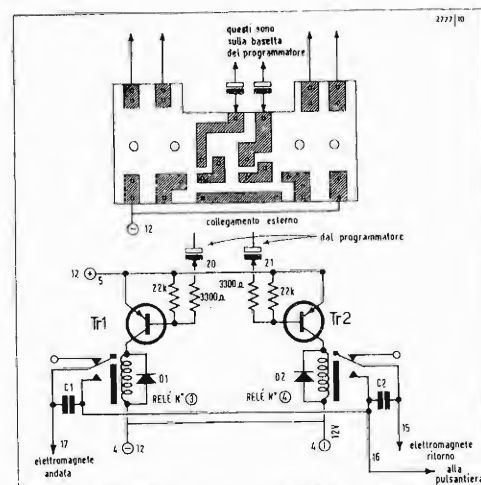 2777|10
questi sono
sulla basetta
del programmatore
⊖ 12
collegamento esterno
dal programmatore
20
21
12 ⊕
5
22k
3300Ω
3300Ω
22k
Tr1
Tr2
C1
D1
RELÉ N° ③
D2
RELÉ N° ④
C2
17
4 ⊖ 12
12V
4 ⊖
16
15
elettromagnete
andata
elettromagnete
ritorno
alla
pulsantiera